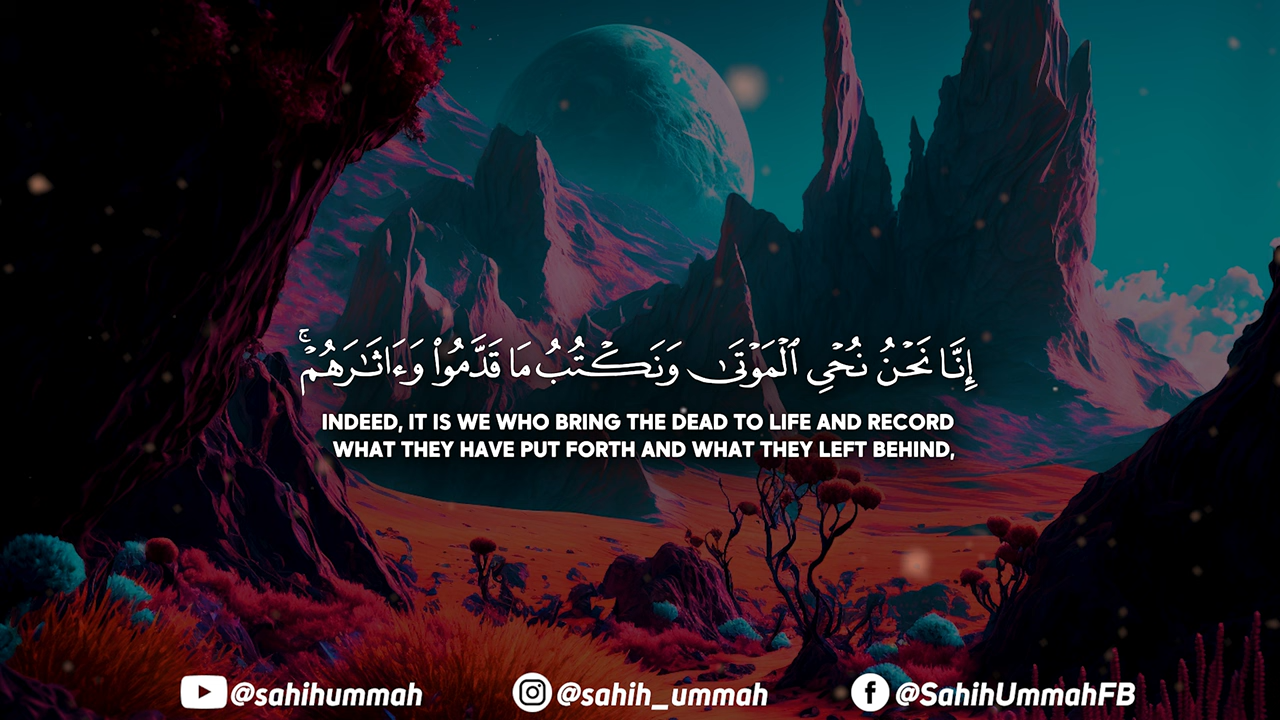 إِنَّا نَحْنُ نُحْىِ ٱلْمَوْتَىٰ وَنَكْتُبُ مَا قَدَّمُوا۟ وَءَاثَـٰرَهُمْ ۚ
INDEED, IT IS WE WHO BRING THE DEAD TO LIFE AND RECORD
WHAT THEY HAVE PUT FORTH AND WHAT THEY LEFT BEHIND,
@sahihummah @sahih_ummah @SahihUmmahFB